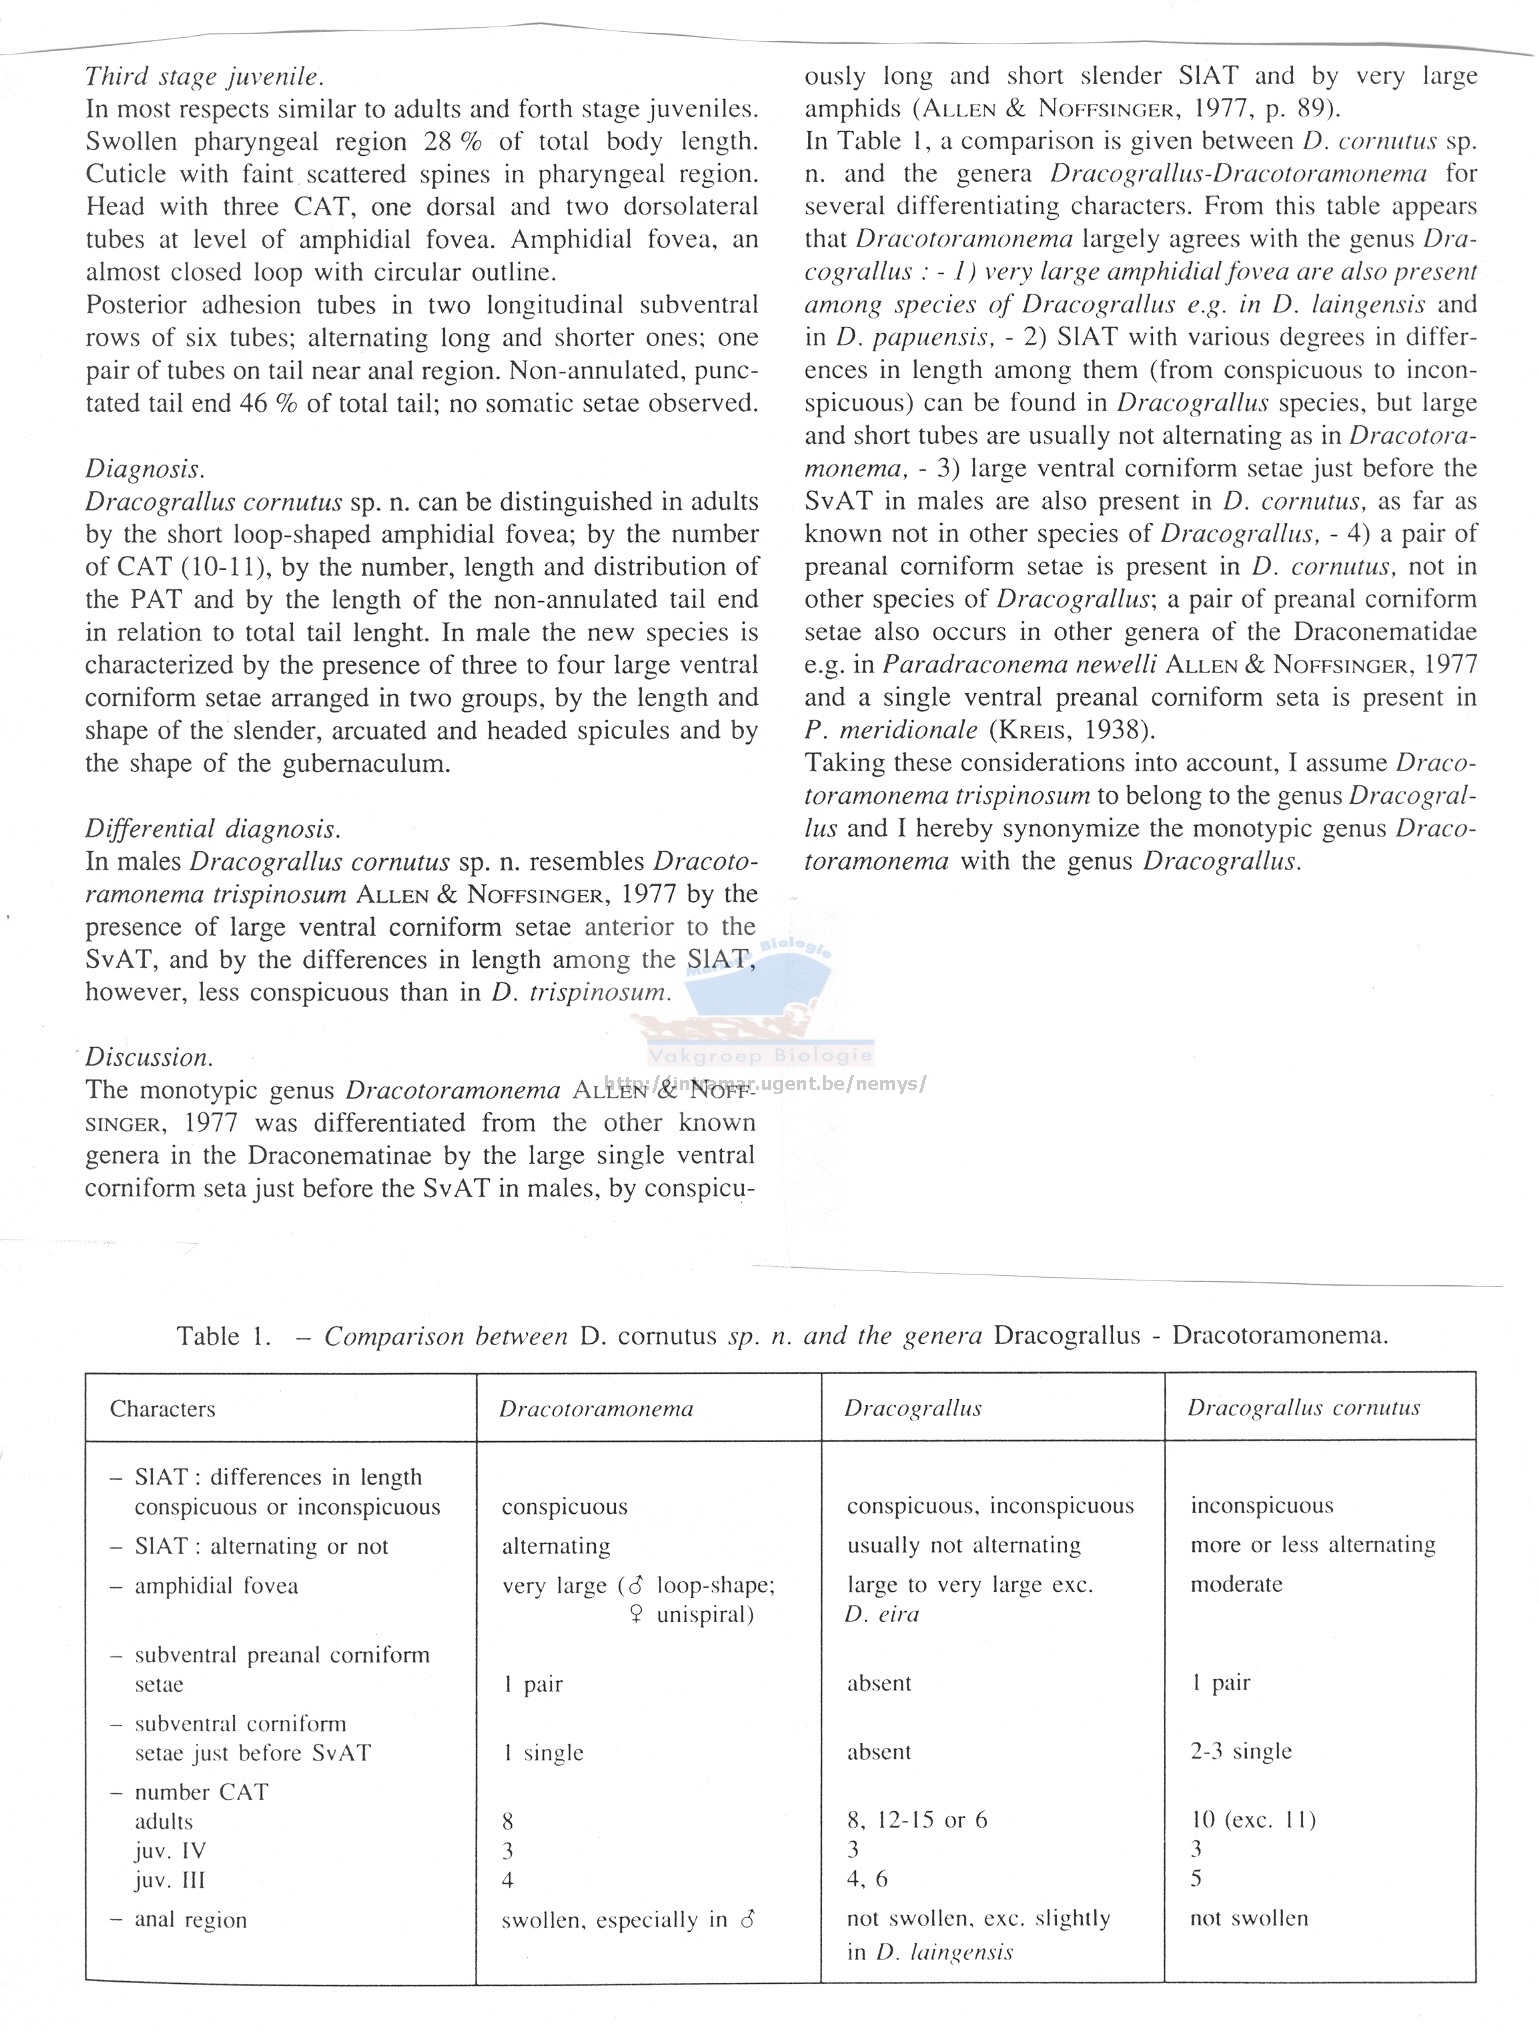 Third stage juvenile.
In most respects similar to adults and forth stage juveniles.
Swollen pharyngeal region 28 % of total body length.
Cuticle with faint scattered spines in pharyngeal region.
Head with three CAT, one dorsal and two dorsolateral
tubes at level of amphidial fovea. Amphidial fovea, an
almost closed loop with circular outline.
Posterior adhesion tubes in two longitudinal subventral
rows of six tubes; alternating long and shorter ones; one
pair of tubes on tail near anal region. Non-annulated, punc-
tated tail end 46 % of total tail; no somatic setae observed.
Diagnosis.
Dracograllus cornutus sp. n. can be distinguished in adults
by the short loop-shaped amphidial fovea; by the number
of CAT (10-11), by the number, length and distribution of
the PAT and by the length of the non-annulated tail end
in relation to total tail lenght. In male the new species is
characterized by the presence of three to four large ventral
corniform setae arranged in two groups, by the length and
shape of the slender, arcuated and headed spicules and by
the shape of the gubernaculum.
Differential diagnosis.
In males Dracograllus cornutus sp. n. resembles Dracoto-
ramonema trispinosum ALLEN & NOFFSINGER, 1977 by the
presence of large ventral corniform setae anterior to the
SvAT, and by the differences in length among the SlAT,
however, less conspicuous than in D. trispinosum.
Discussion.
The monotypic genus Dracotoramonema ALLEN & NOFF-
SINGER, 1977 was differentiated from the other known
genera in the Draconematinae by the large single ventral
corniform seta just before the SvAT in males, by conspicu-
ously long and short slender SlAT and by very large
amphids (ALLEN & NOFFSINGER, 1977, p. 89).
In Table 1, a comparison is given between D. cornutus sp.
n. and the genera Dracograllus-Dracotoramonema for
several differentiating characters. From this table appears
that Dracotoramonema largely agrees with the genus Dra-
cograllus : - 1) very large amphidial fovea are also present
among species of Dracograllus e.g. in D. laingensis and
in D. papuensis, - 2) SlAT with various degrees in differ-
ences in length among them (from conspicuous to incon-
spicuous) can be found in Dracograllus species, but large
and short tubes are usually not alternating as in Dracotora-
monema, - 3) large ventral corniform setae just before the
SvAT in males are also present in D. cornutus, as far as
known not in other species of Dracograllus, - 4) a pair of
preanal corniform setae is present in D. cornutus, not in
other species of Dracograllus; a pair of preanal corniform
setae also occurs in other genera of the Draconematidae
e.g. in Paradraconema newelli ALLEN & NOFFSINGER, 1977
and a single ventral preanal corniform seta is present in
P. meridionale (KREIS, 1938).
Taking these considerations into account, I assume Draco-
toramonema trispinosum to belong to the genus Dracogral-
lus and I hereby synonymize the monotypic genus Draco-
toramonema with the genus Dracograllus.
Marine Biologie
Vakgroep Biologie
http://intramar.ugent.be/nemys/
Table 1. – Comparison between D. cornutus sp. n. and the genera Dracograllus - Dracotoramonema.
Characters Dracotoramonema Dracograllus Dracograllus cornutus
– SlAT : differences in length
conspicuous or inconspicuous conspicuous conspicuous, inconspicuous inconspicuous
– SlAT : alternating or not alternating usually not alternating more or less alternating
– amphidial fovea very large (♂ loop-shape; large to very large exc. moderate
♀ unispiral) D. eira
– subventral preanal corniform
setae 1 pair absent 1 pair
– subventral corniform
setae just before SvAT 1 single absent 2-3 single
– number CAT
adults 8 8, 12-15 or 6 10 (exc. 11)
juv. IV 3 3 3
juv. III 4 4, 6 5
– anal region swollen, especially in ♂ not swollen, exc. slightly not swollen
in D. laingensis